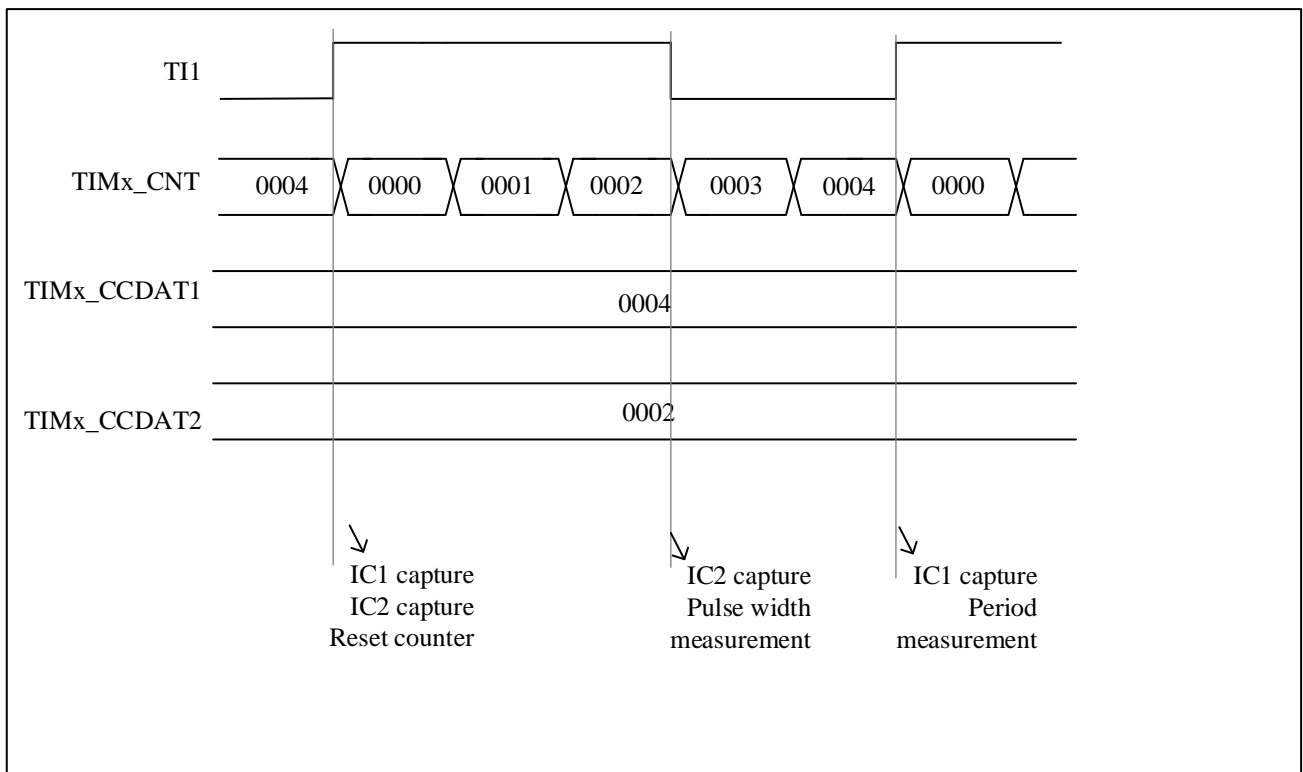 TI1
TIMx_CNT
0004
0000
0001
0002
0003
0004
0000
TIMx_CCDAT1
0004
TIMx_CCDAT2
0002
IC1 capture
IC2 capture
Reset counter
IC2 capture
Pulse width
measurement
IC1 capture
Period
measurement